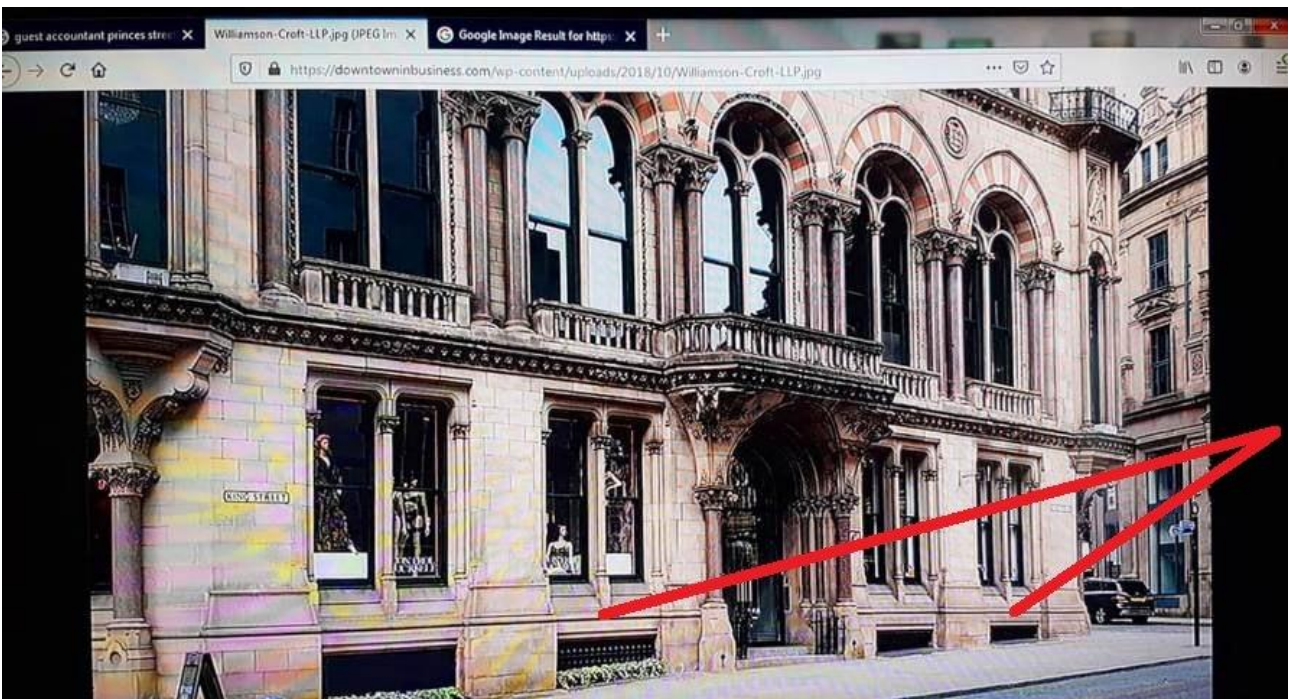 guest accountant princes stre
Williamson-Croft-LLP.jpg (JPEG Im
Google Image Result for https:
https://downtowninbusiness.com/wp-content/uploads/2018/10/Williamson-Croft-LLP.jpg
KING STREET